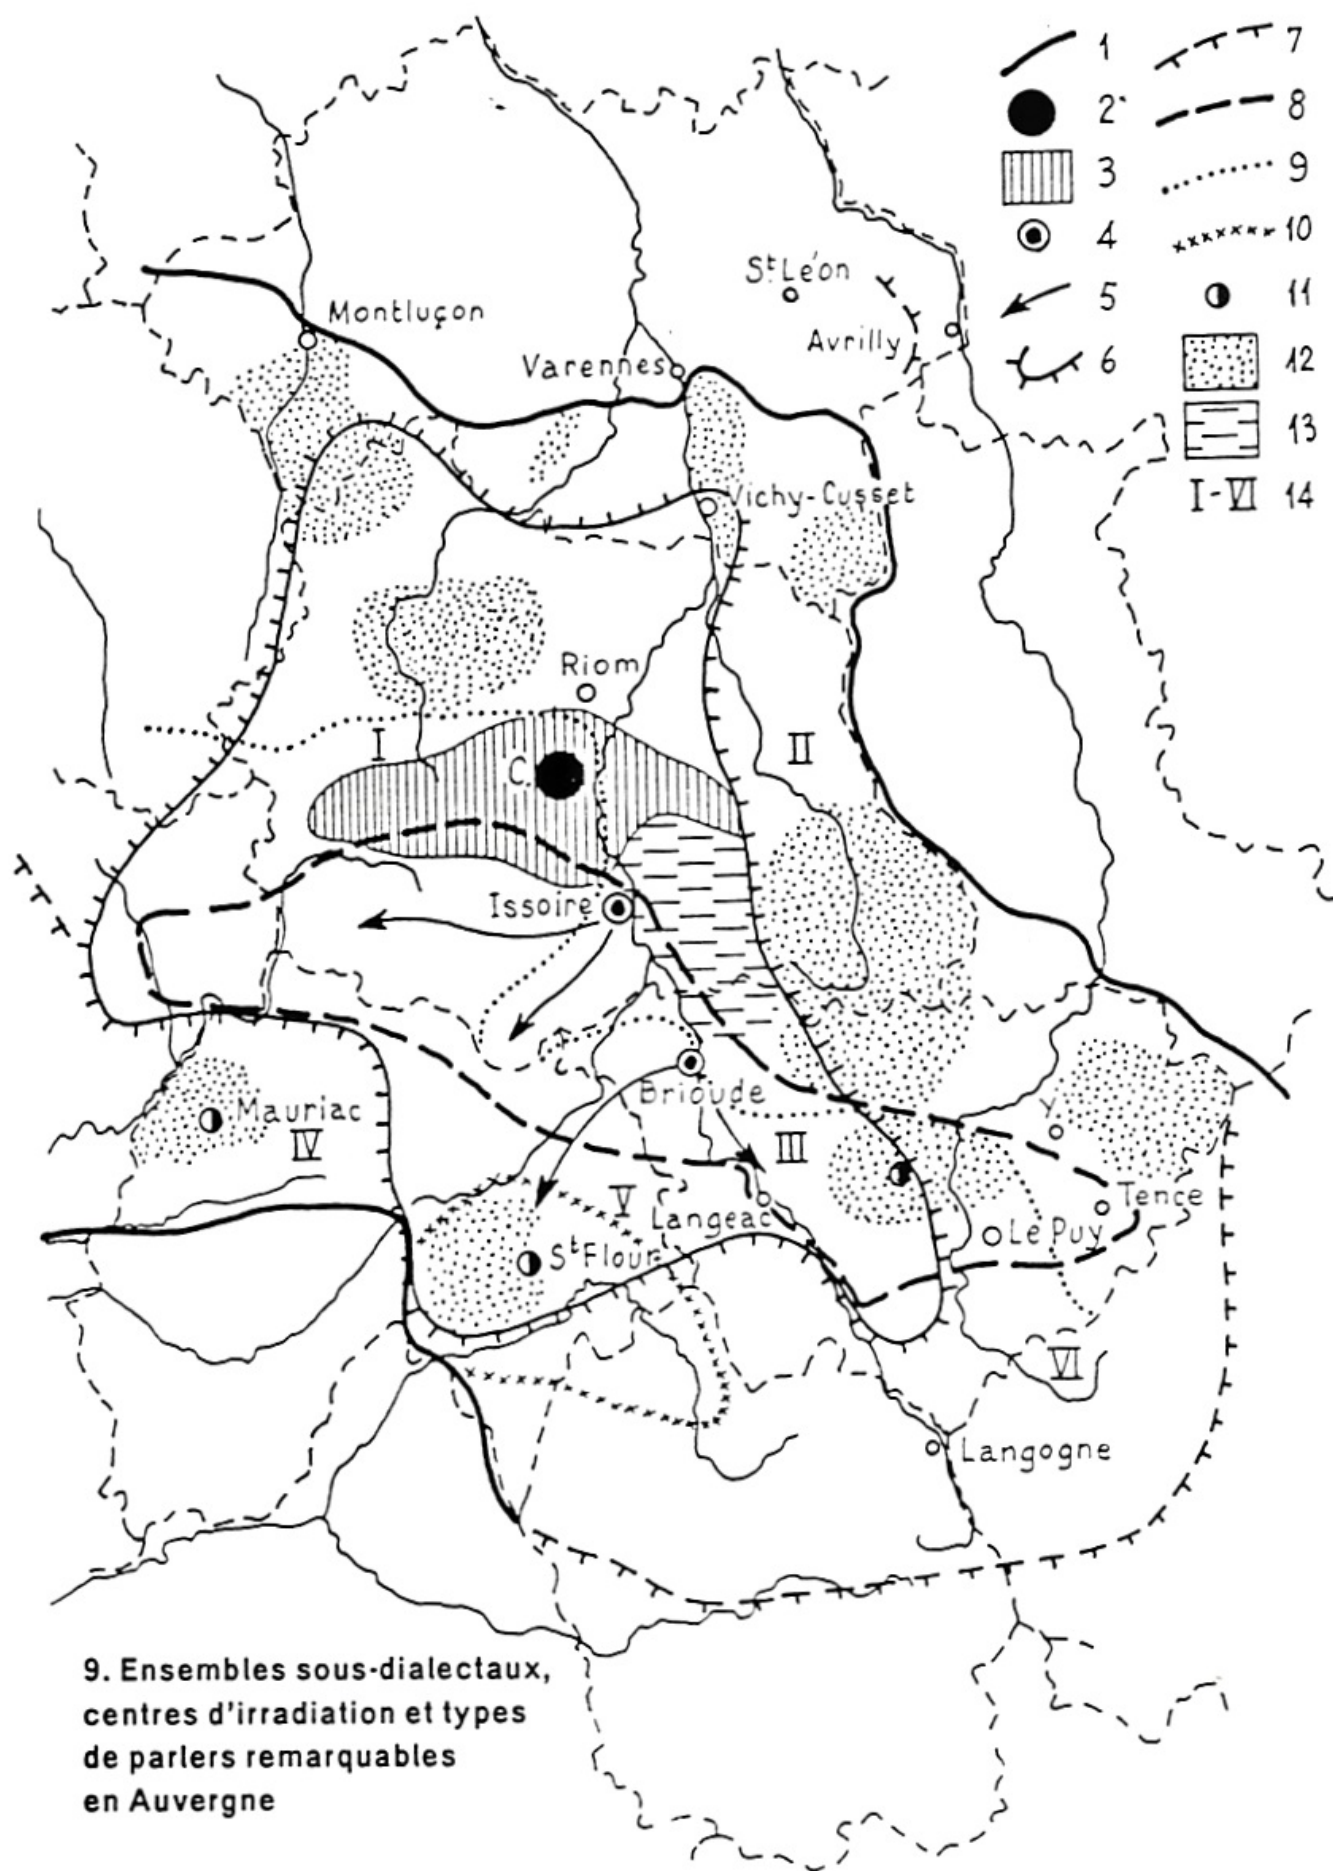 1 7
2 8
3 9
4 10
5 11
6 12
13
I-VI 14
St Léon
Montluçon
Avrilly
Varennes
Vichy-Cusset
Riom
I
II
C.
Issoire
Brioude
Mauriac
IV
III
Y
V
Tence
Langeac
Le Puy
St Flour
VI
Langogne
9. Ensembles sous-dialectaux,
centres d'irradiation et types
de parlers remarquables
en Auvergne